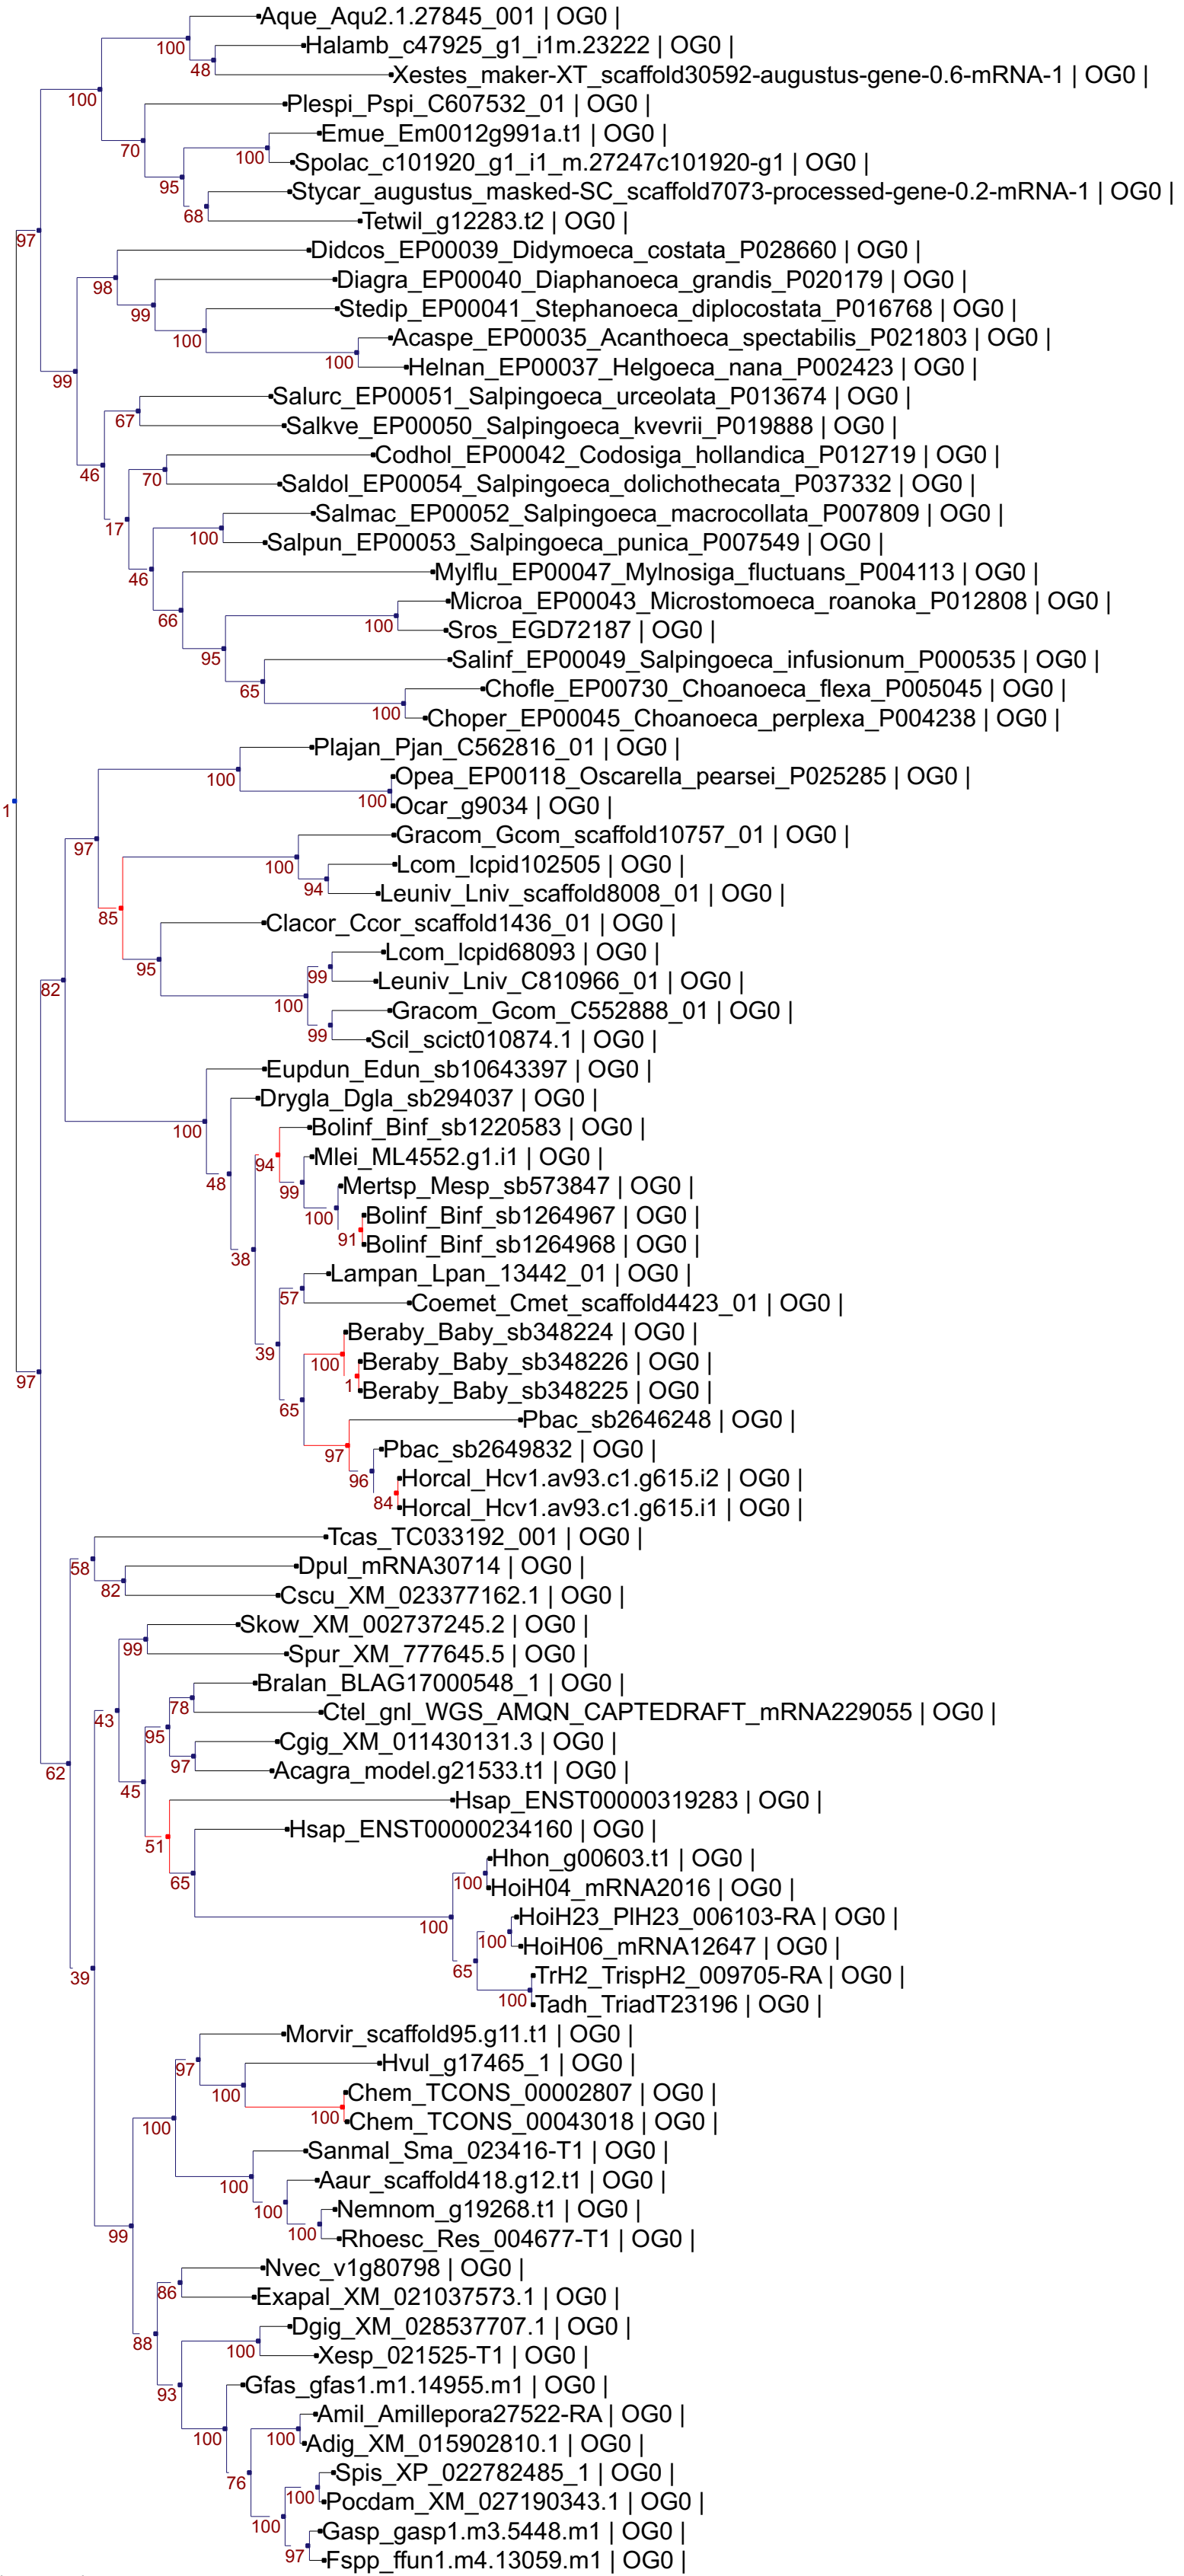 Aque_Aqu2.1.27845_001 | OG0 |
100
Halamb_c47925_g1_i1m.23222 | OG0 |
48
Xestes_maker-XT_scaffold30592-augustus-gene-0.6-mRNA-1 | OG0 |
100
Plespi_Pspi_C607532_01 | OG0 |
70
Emue_Em0012g991a.t1 | OG0 |
100
Spolac_c101920_g1_i1_m.27247c101920-g1 | OG0 |
95
Stycar_augustus_masked-SC_scaffold7073-processed-gene-0.2-mRNA-1 | OG0 |
68
Tetwil_g12283.t2 | OG0 |
97
Didcos_EP00039_Didymoeca_costata_P028660 | OG0 |
98
Diagra_EP00040_Diaphanoeca_grandis_P020179 | OG0 |
99
Stedip_EP00041_Stephanoeca_diplocostata_P016768 | OG0 |
100
Acaspe_EP00035_Acanthoeca_spectabilis_P021803 | OG0 |
100
Helnan_EP00037_Helgoeca_nana_P002423 | OG0 |
99
Salurc_EP00051_Salpingoeca_urceolata_P013674 | OG0 |
67
Salkve_EP00050_Salpingoeca_kvevrii_P019888 | OG0 |
46
Codhol_EP00042_Codosiga_hollandica_P012719 | OG0 |
70
Saldol_EP00054_Salpingoeca_dolichothecata_P037332 | OG0 |
17
Salmac_EP00052_Salpingoeca_macrocollata_P007809 | OG0 |
100
Salpun_EP00053_Salpingoeca_punica_P007549 | OG0 |
46
Mylflu_EP00047_Mylnosiga_fluctuans_P004113 | OG0 |
66
Microa_EP00043_Microstomoeca_roanoka_P012808 | OG0 |
100
Sros_EGD72187 | OG0 |
95
Salinf_EP00049_Salpingoeca_infusionum_P000535 | OG0 |
65
Chofle_EP00730_Choanoeca_flexa_P005045 | OG0 |
100
Choper_EP00045_Choanoeca_perplexa_P004238 | OG0 |
Plajan_Pjan_C562816_01 | OG0 |
100
Opea_EP00118_Oscarella_pearsei_P025285 | OG0 |
100
Ocar_g9034 | OG0 |
1
Gracom_Gcom_scaffold10757_01 | OG0 |
97
100
Lcom_lcpid102505 | OG0 |
94
Leuniv_Lniv_scaffold8008_01 | OG0 |
85
Clacor_Ccor_scaffold1436_01 | OG0 |
95
Lcom_lcpid68093 | OG0 |
99
Leuniv_Lniv_C810966_01 | OG0 |
82
100
Gracom_Gcom_C552888_01 | OG0 |
99
Scil_scict010874.1 | OG0 |
Eupdun_Edun_sb10643397 | OG0 |
Drygla_Dgla_sb294037 | OG0 |
100
Bolinf_Binf_sb1220583 | OG0 |
94
Mlei_ML4552.g1.i1 | OG0 |
48
99
Mertsp_Mesp_sb573847 | OG0 |
100
Bolinf_Binf_sb1264967 | OG0 |
91
Bolinf_Binf_sb1264968 | OG0 |
38
Lampan_Lpan_13442_01 | OG0 |
57
Coemet_Cmet_scaffold4423_01 | OG0 |
Beraby_Baby_sb348224 | OG0 |
39
100
Beraby_Baby_sb348226 | OG0 |
97
1
Beraby_Baby_sb348225 | OG0 |
65
Pbac_sb2646248 | OG0 |
97
Pbac_sb2649832 | OG0 |
96
Horcal_Hcv1.av93.c1.g615.i2 | OG0 |
84
Horcal_Hcv1.av93.c1.g615.i1 | OG0 |
Tcas_TC033192_001 | OG0 |
58
Dpul_mRNA30714 | OG0 |
82
Cscu_XM_023377162.1 | OG0 |
Skow_XM_002737245.2 | OG0 |
99
Spur_XM_777645.5 | OG0 |
Bralan_BLAG17000548_1 | OG0 |
78
Ctel_gnl_WGS_AMQN_CAPTEDRAFT_mRNA229055 | OG0 |
43
95
Cgig_XM_011430131.3 | OG0 |
97
Acagra_model.g21533.t1 | OG0 |
62
45
Hsap_ENST00000319283 | OG0 |
Hsap_ENST00000234160 | OG0 |
51
Hhon_g00603.t1 | OG0 |
65
100
HoiH04_mRNA2016 | OG0 |
HoiH23_PlH23_006103-RA | OG0 |
100
100
HoiH06_mRNA12647 | OG0 |
65
TrH2_TrispH2_009705-RA | OG0 |
39
100
Tadh_TriadT23196 | OG0 |
Morvir_scaffold95.g11.t1 | OG0 |
97
Hvul_g17465_1 | OG0 |
100
Chem_TCONS_00002807 | OG0 |
100
Chem_TCONS_00043018 | OG0 |
100
Sanmal_Sma_023416-T1 | OG0 |
100
Aaur_scaffold418.g12.t1 | OG0 |
100
Nemnom_g19268.t1 | OG0 |
100
Rhoesc_Res_004677-T1 | OG0 |
99
Nvec_v1g80798 | OG0 |
86
Exapal_XM_021037573.1 | OG0 |
Dgig_XM_028537707.1 | OG0 |
88
100
Xesp_021525-T1 | OG0 |
Gfas_gfas1.m1.14955.m1 | OG0 |
93
Amil_Amillepora27522-RA | OG0 |
100
100
Adig_XM_015902810.1 | OG0 |
Spis_XP_022782485_1 | OG0 |
76
100
Pocdam_XM_027190343.1 | OG0 |
100
Gasp_gasp1.m3.5448.m1 | OG0 |
97
Fspp_ffun1.m4.13059.m1 | OG0 |